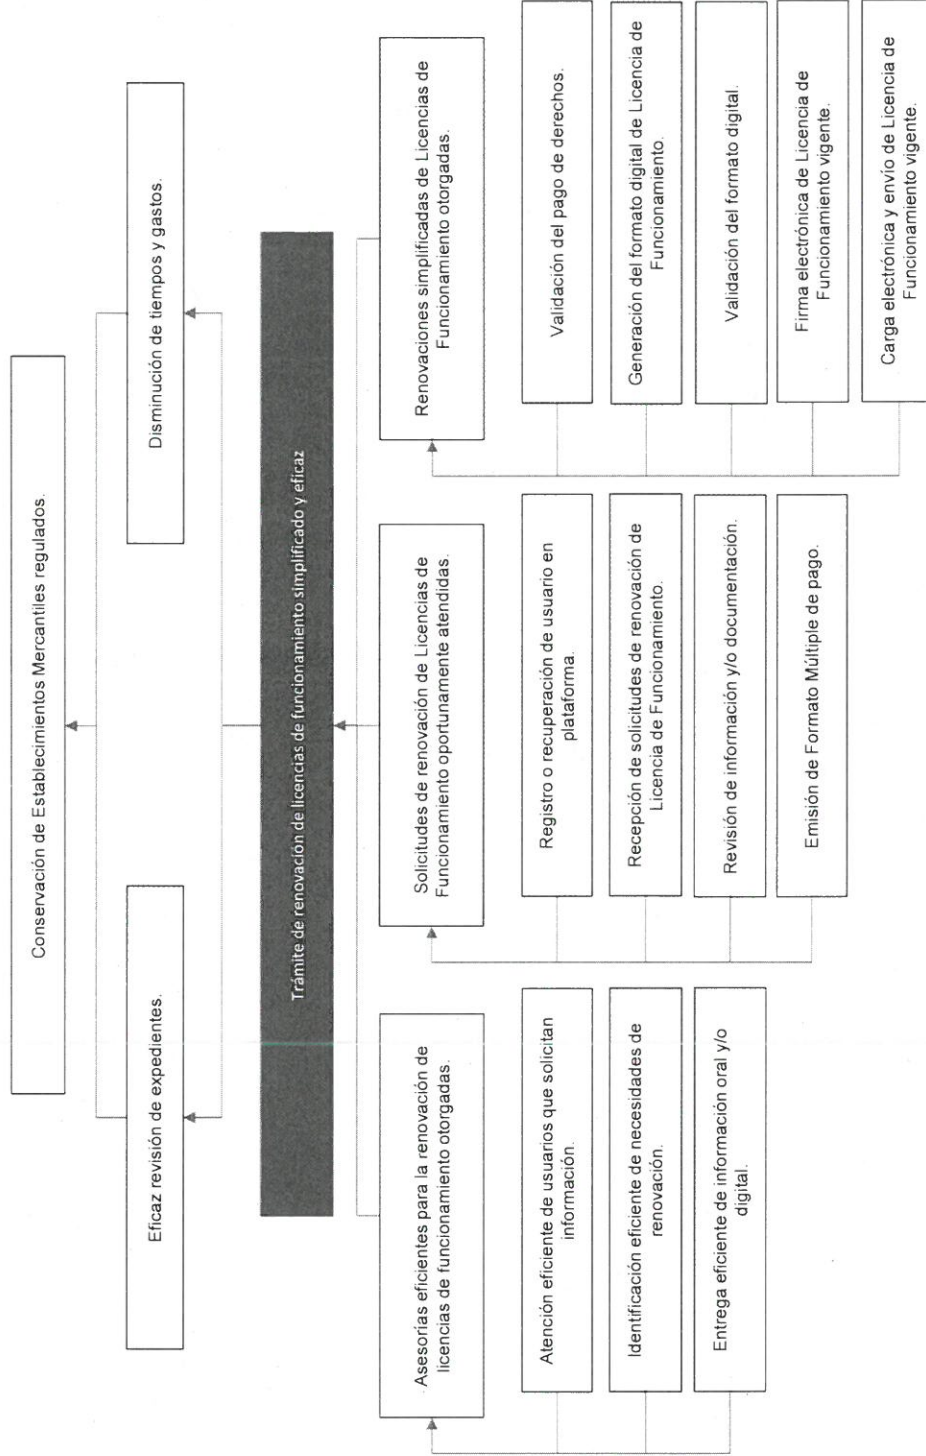 Conservación de Establecimientos Mercantiles regulados.
Eficaz revisión de expedientes.
Disminución de tiempos y gastos.
Trámite de renovación de licencias de funcionamiento simplificado y eficaz
Asesorías eficientes para la renovación de
licencias de funcionamiento otorgadas.
Atención eficiente de usuarios que solicitan
información.
Identificación eficiente de necesidades de
renovación.
Entrega eficiente de información oral y/o
digital.
Solicitudes de renovación de Licencias de
Funcionamiento oportunamente atendidas.
Registro o recuperación de usuario en
plataforma.
Recepción de solicitudes de renovación de
Licencia de Funcionamiento.
Revisión de información y/o documentación.
Emisión de Formato Múltiple de pago.
Renovaciones simplificadas de Licencias de
Funcionamiento otorgadas.
Validación del pago de derechos.
Generación del formato digital de Licencia de
Funcionamiento.
Validación del formato digital.
Firma electrónica de Licencia de
Funcionamiento vigente.
Carga electrónica y envío de Licencia de
Funcionamiento vigente.